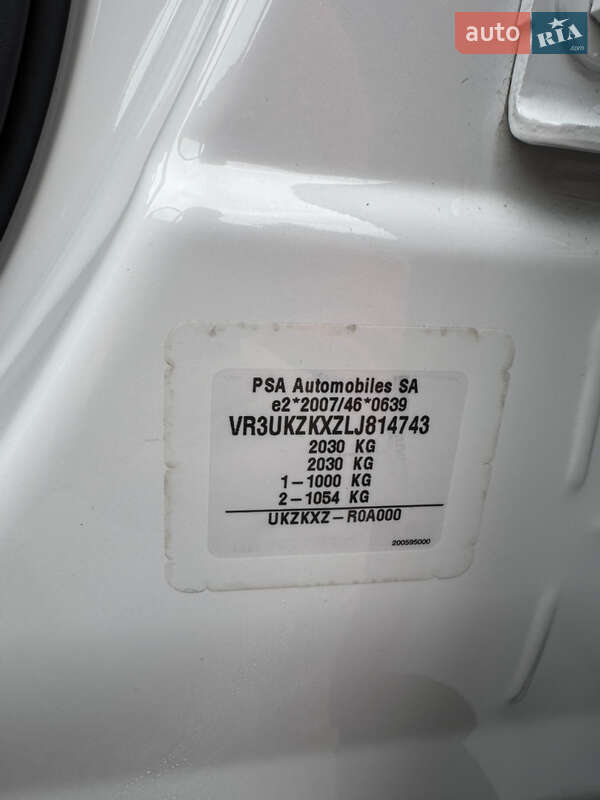 auto RIA .com
PSA Automobiles SA
e2*2007/46*0639
VR3UKZKXZLJ814743
2030 KG
2030 KG
1-1000 KG
2-1054 KG
UKZKXZ-R0A000
200595000